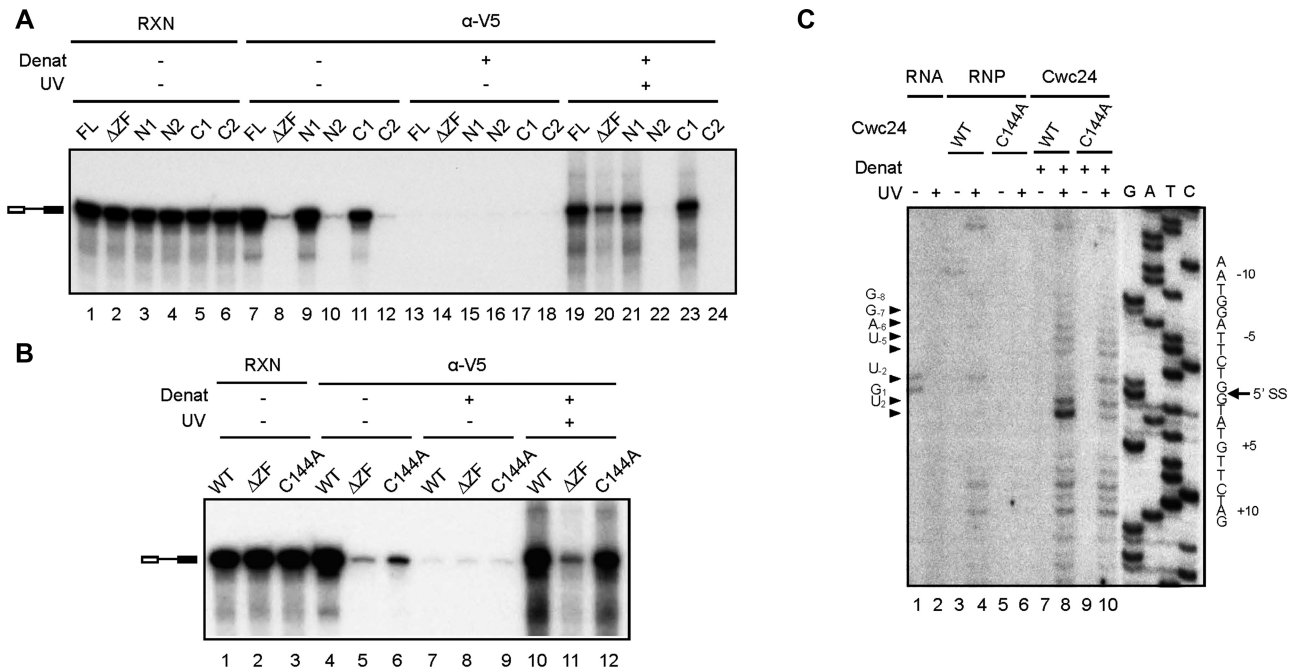 A
RXN α-V5
Denat - - + +
UV - - - +
FL ΔZF N1 N2 C1 C2 FL ΔZF N1 N2 C1 C2 FL ΔZF N1 N2 C1 C2 FL ΔZF N1 N2 C1 C2
1 2 3 4 5 6 7 8 9 10 11 12 13 14 15 16 17 18 19 20 21 22 23 24
B
RXN α-V5
Denat - - + +
UV - - - +
WT ΔZF C144A WT ΔZF C144A WT ΔZF C144A WT ΔZF C144A
1 2 3 4 5 6 7 8 9 10 11 12
C
RNA RNP Cwc24
Cwc24 WT C144A WT C144A
Denat + + + +
UV - + - + - + - + - + G A T C
G-8
G-7
A-6
U-5
U-2
G1
U2
A
A -10
T
G
G
A
T -5
T
C
T
G
G 5' SS
T
A
T
G +5
T
T
C
T
A +10
G
1 2 3 4 5 6 7 8 9 10